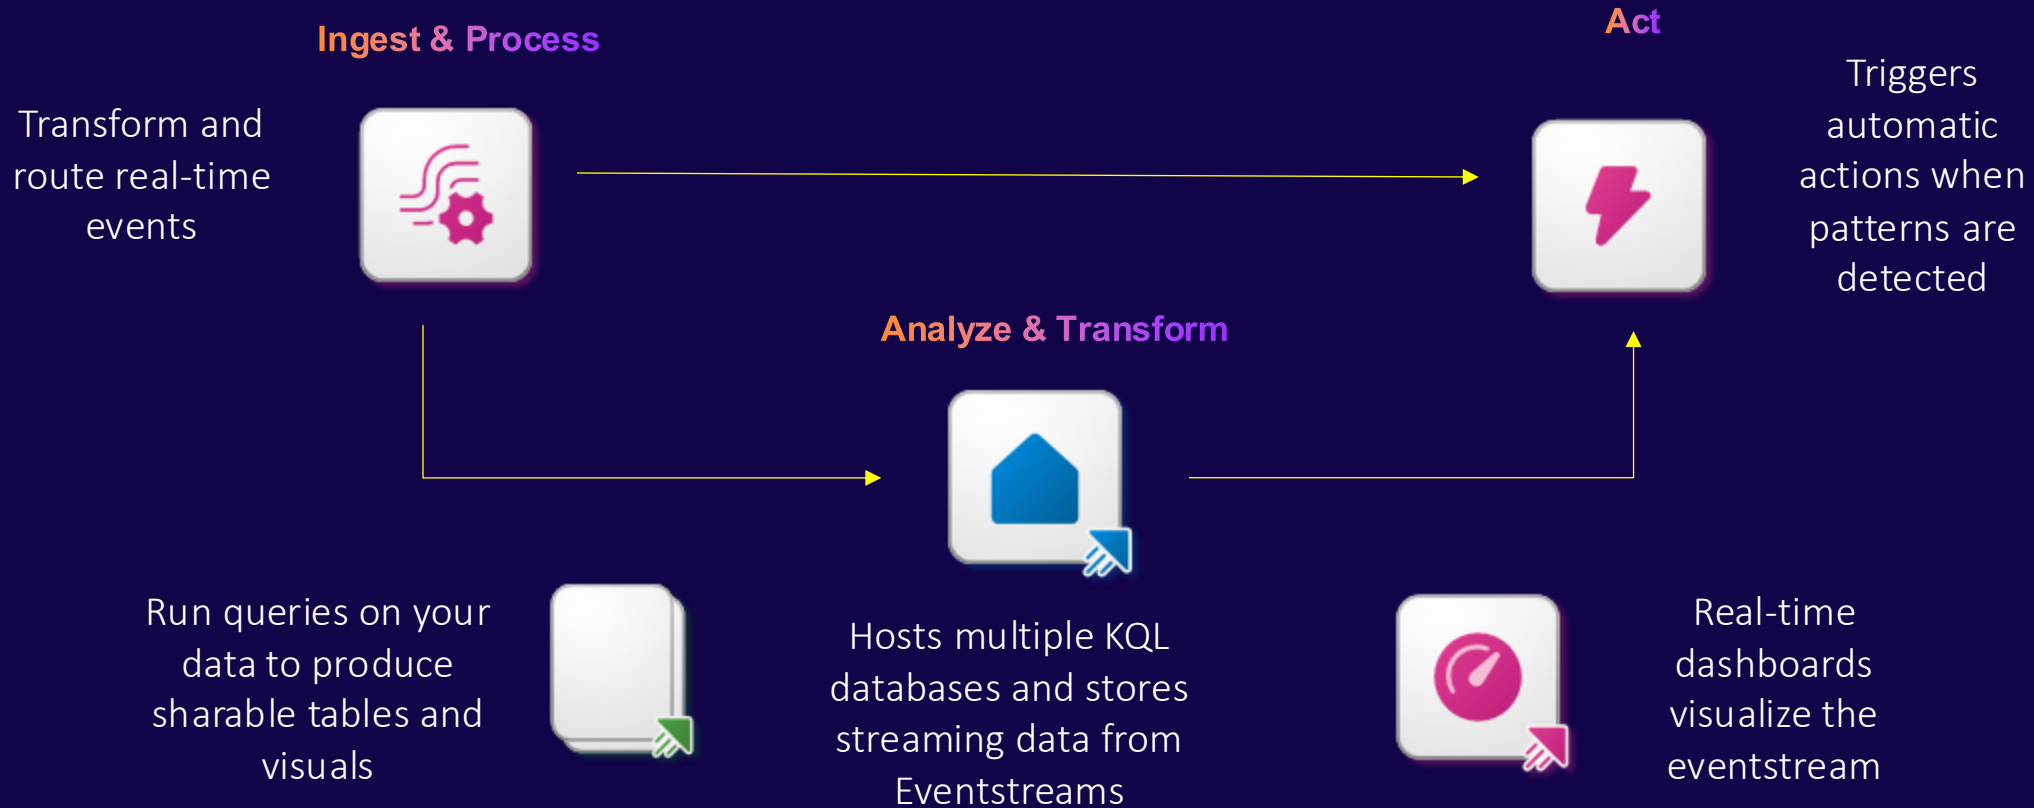 Ingest & Process
Act
Transform and
route real-time
events
Triggers
automatic
actions when
patterns are
detected
Analyze & Transform
Run queries on your
data to produce
sharable tables and
visuals
Hosts multiple KQL
databases and stores
streaming data from
Eventstreams
Real-time
dashboards
visualize the
eventstream